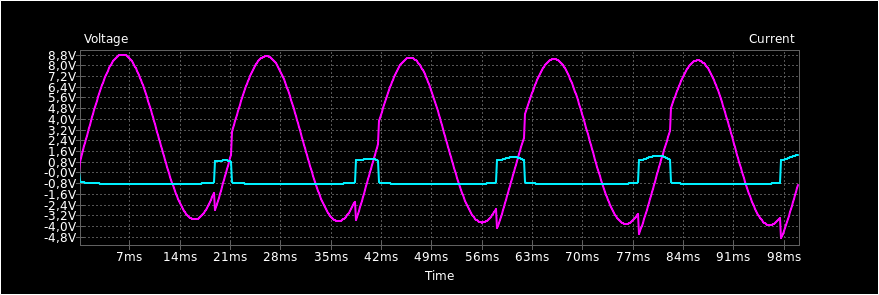 Voltage Current
8,8V
8,0V
7,2V
6,4V
5,6V
4,8V
4,0V
3,2V
2,4V
1,6V
0,8V
-0,0V
-0,8V
-1,6V
-2,4V
-3,2V
-4,0V
-4,8V
7ms 14ms 21ms 28ms 35ms 42ms 49ms 56ms 63ms 70ms 77ms 84ms 91ms 98ms
Time